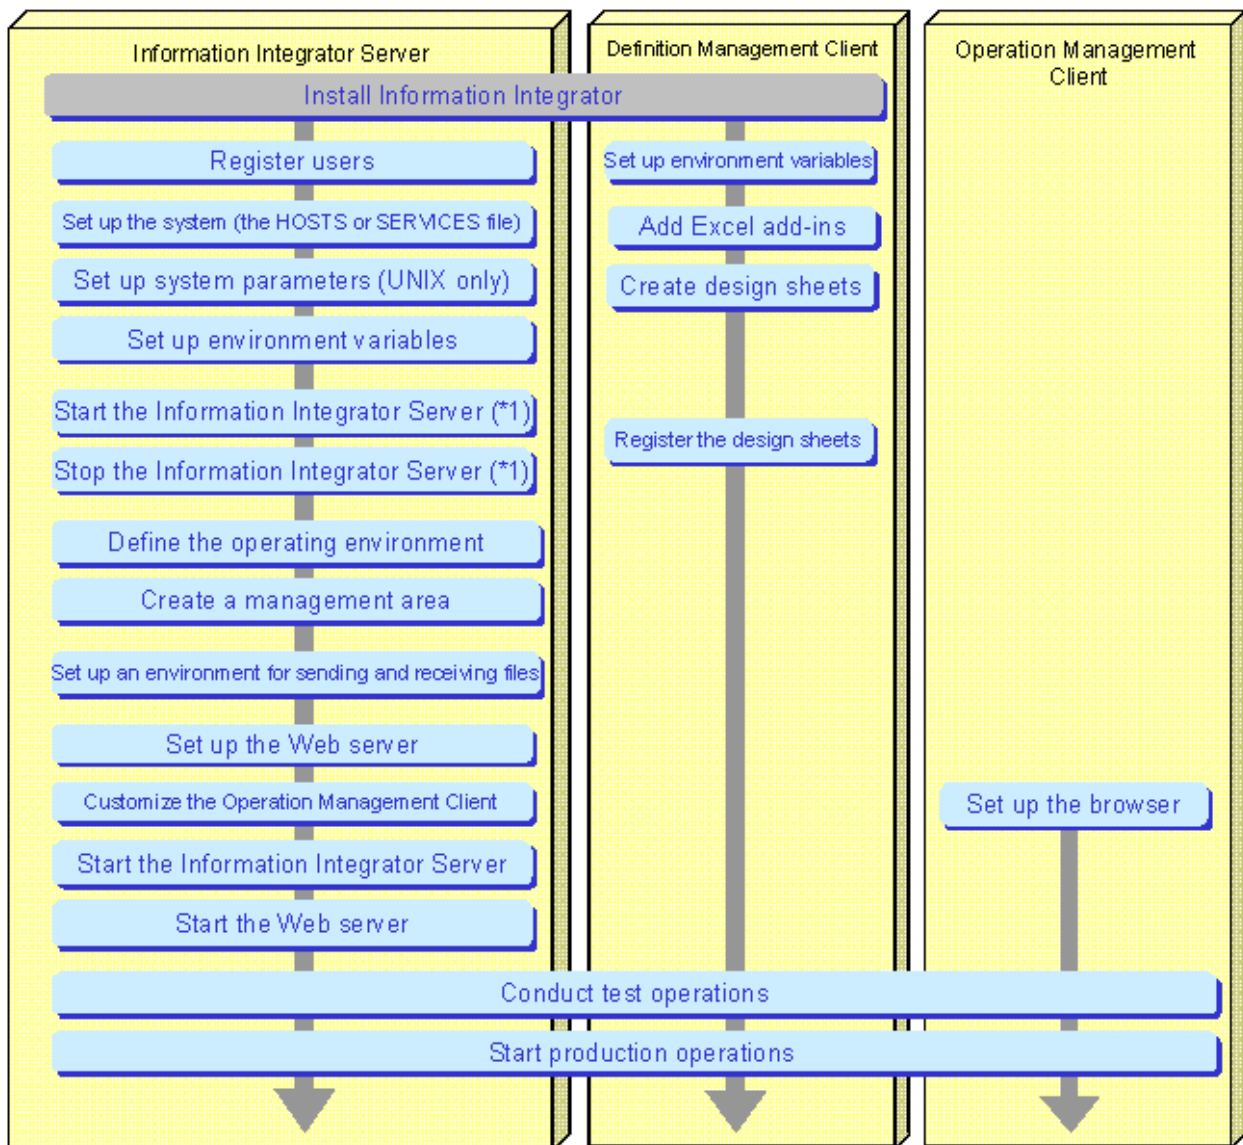 Information Integrator Server
Definition Management Client
Operation Management
Client
Install Information Integrator
Register users
Set up environment variables
Set up the system (the HOSTS or SERVICES file)
Add Excel add-ins
Set up system parameters (UNIX only)
Create design sheets
Set up environment variables
Start the Information Integrator Server (*1)
Register the design sheets
Stop the Information Integrator Server (*1)
Define the operating environment
Create a management area
Set up an environment for sending and receiving files
Set up the Web server
Customize the Operation Management Client
Set up the browser
Start the Information Integrator Server
Start the Web server
Conduct test operations
Start production operations